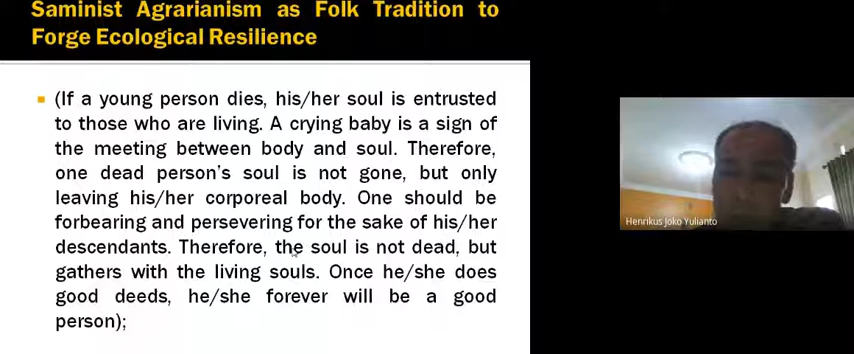 Saminist Agrarianism as Folk Tradition to
Forge Ecological Resilience
(If a young person dies, his/her soul is entrusted
to those who are living. A crying baby is a sign of
the meeting between body and soul. Therefore,
one dead person's soul is not gone, but only
leaving his/her corporeal body. One should be
forbearing and persevering for the sake of his/her
descendants. Therefore, the soul is not dead, but
gathers with the living souls. Once he/she does
good deeds, he/she forever will be a good
person);
Henrikus Joko Yulianto